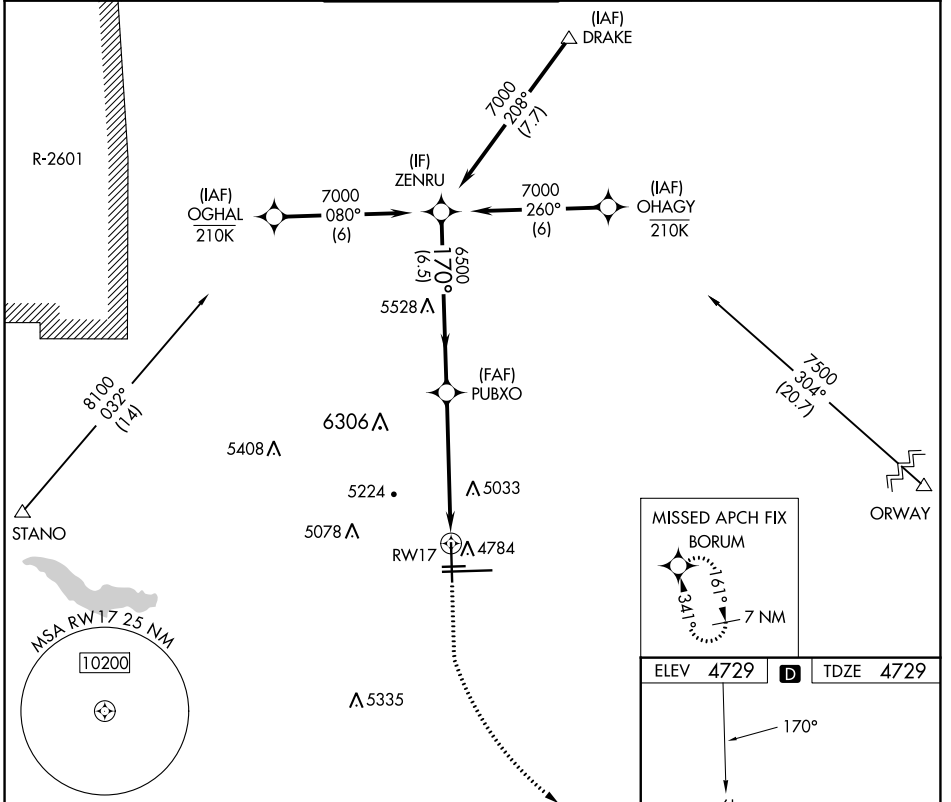 (IAF)
DRAKE
7000
208°
(7.7)
R-2601
(IF)
ZENRU
(IAF)
OGHAL
210K
7000
080°
(6)
7000
260°
(6)
(IAF)
OHAGY
210K
6500
170°
(6.5)
5528
8100
032°
(14)
7500
304°
(20.7)
(FAF)
PUBXO
6306
5408
5224
5033
5078
STANO
ORWAY
RW17
4784
MISSED APCH FIX
BORUM
161°
341°
7 NM
MSA RW17 25 NM
10200
5335
ELEV 4729 D TDZE 4729
170°